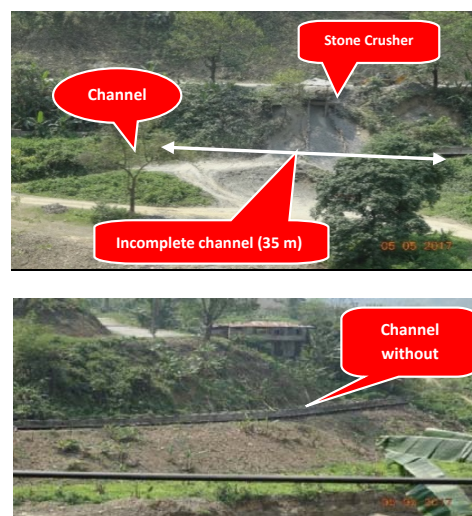 Stone Crusher
Channel
Incomplete channel (35 m)
05 05 2017
Channel
without